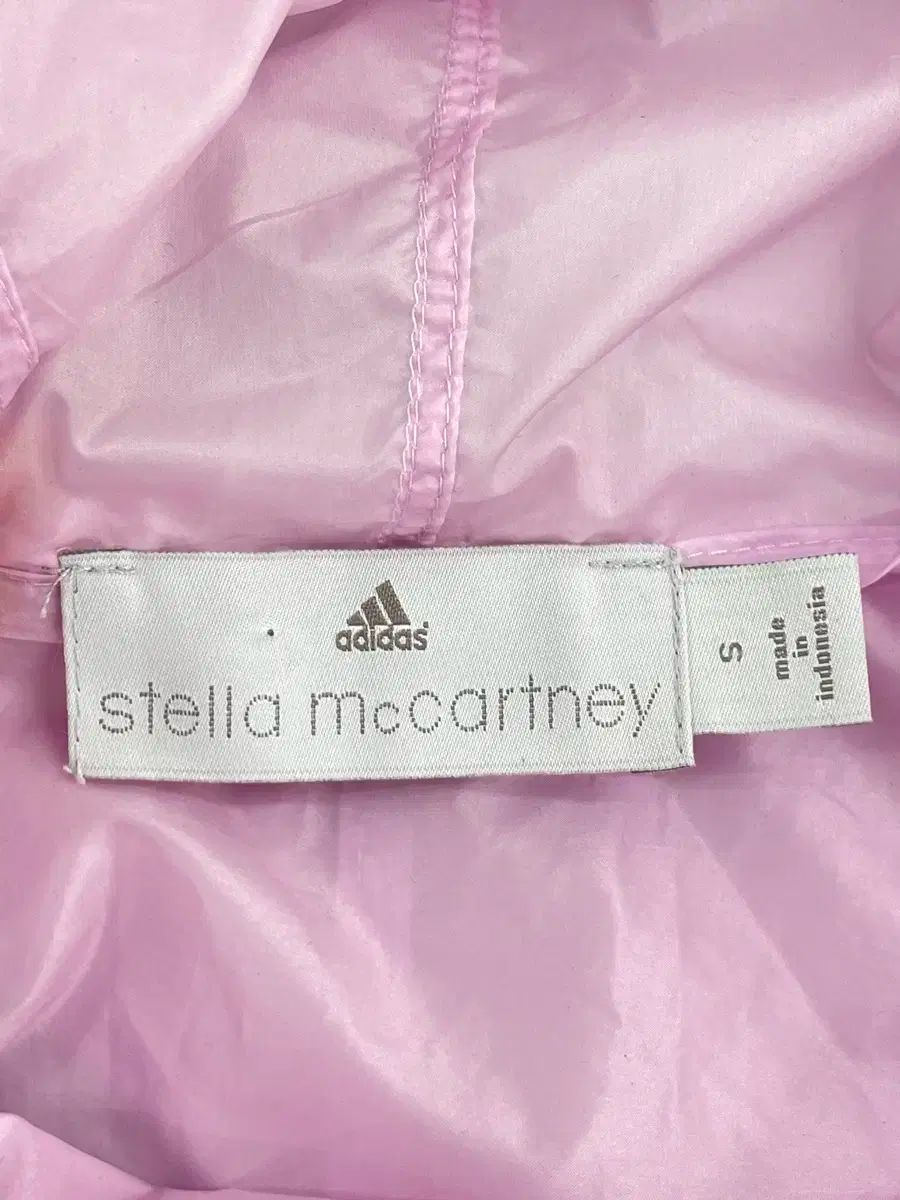 adidas
stella mccartney
S
made
in
indonesia